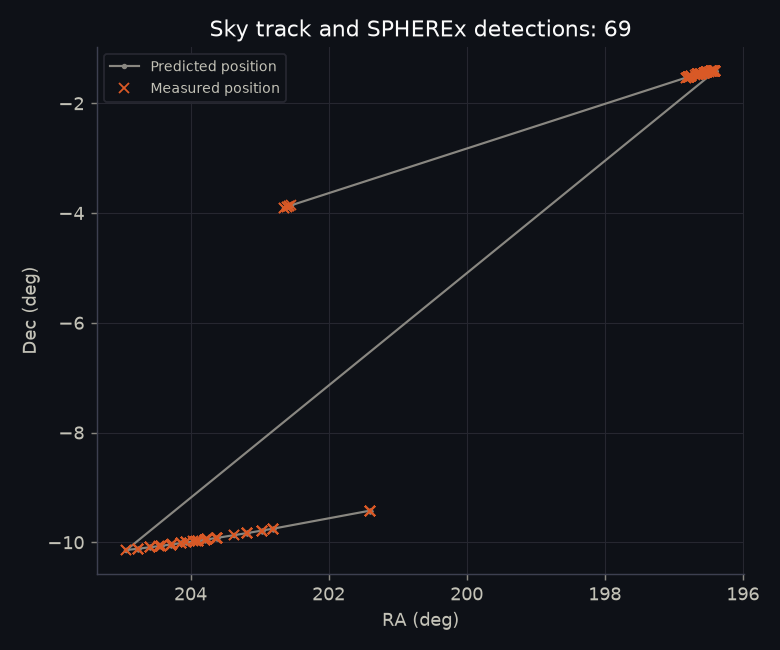 Sky track and SPHEREx detections: 69
Predicted position
Measured position
−2
−4
−6
−8
−10
Dec (deg)
204 202 200 198 196
RA (deg)